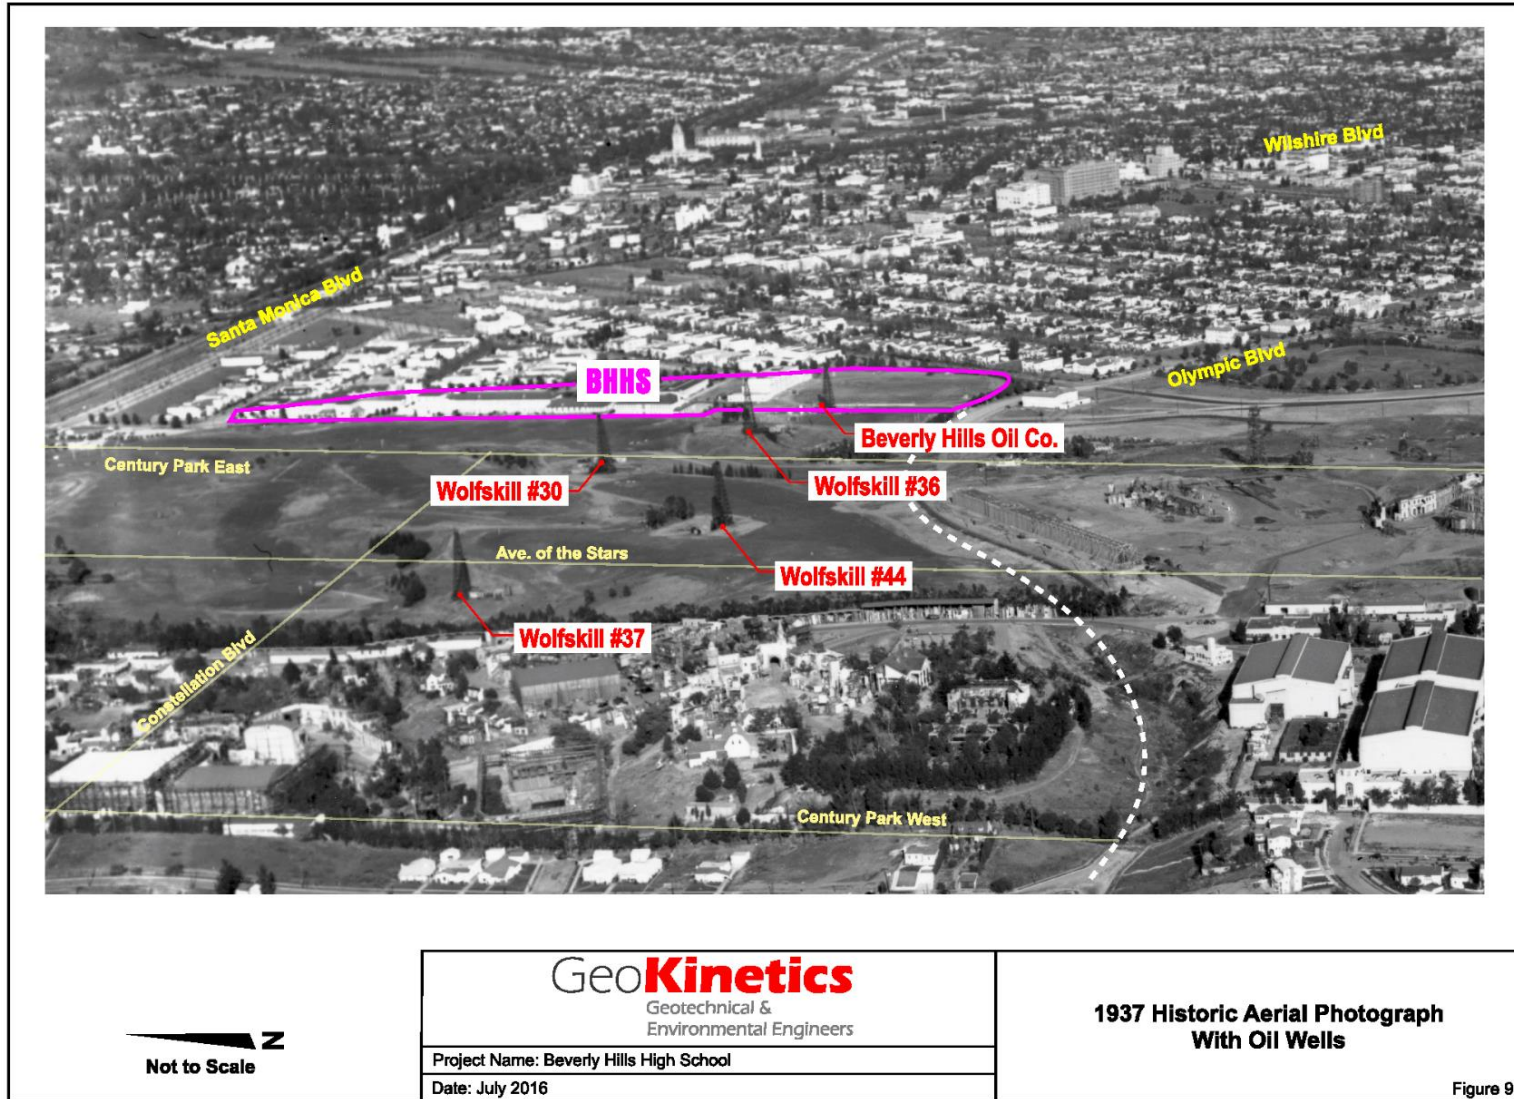 Wilshire Blvd
Santa Monica Blvd
Olympic Blvd
BHHS
Beverly Hills Oil Co.
Century Park East
Wolfskill #30
Wolfskill #36
Ave. of the Stars
Wolfskill #44
Wolfskill #37
Constellation Blvd
Century Park West
N
Not to Scale
GeoKinetics
Geotechnical &
Environmental Engineers
Project Name: Beverly Hills High School
Date: July 2016
1937 Historic Aerial Photograph
With Oil Wells
Figure 9